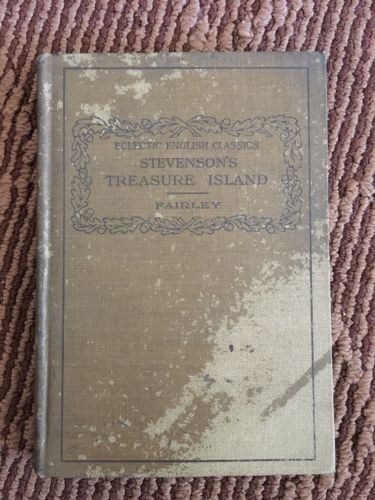 ECLECTIC ENGLISH CLASSICS
STEVENSON'S
TREASURE ISLAND
FAIRLEY